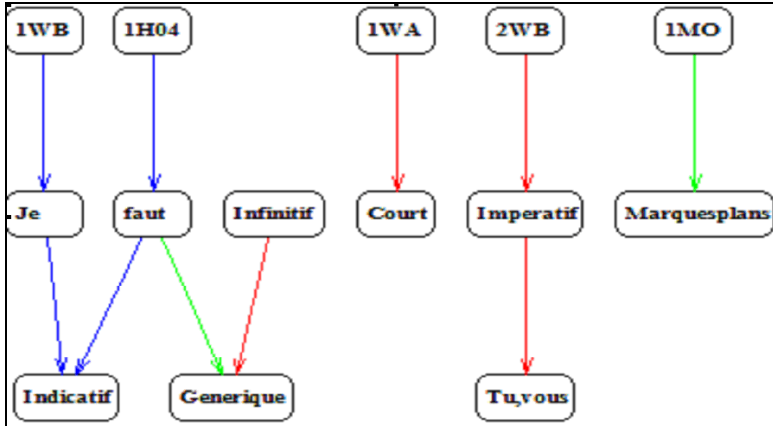 1WB 1H04 1WA 2WB 1MO
Je faut Infinitif Court Imperatif Marquesplans
Indicatif Generique Tu,vous